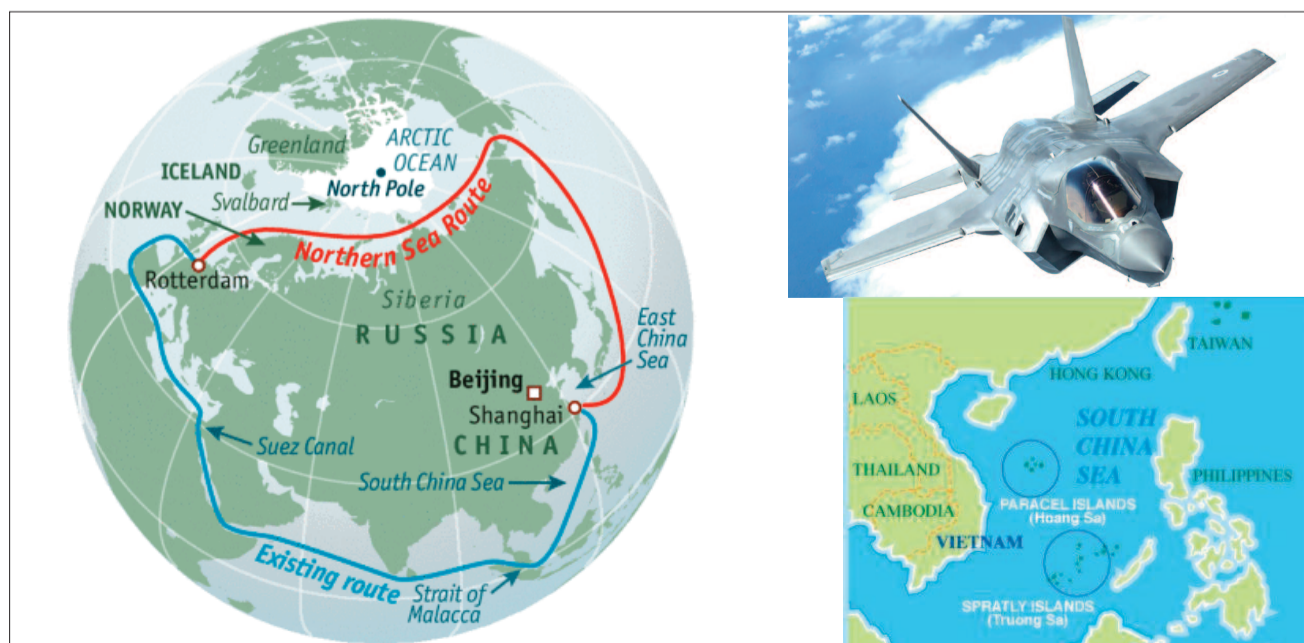 Greenland
ARCTIC
OCEAN
North Pole
ICELAND
Svalbard
NORWAY
Northern Sea Route
Rotterdam
Siberia
RUSSIA
East
China
Sea
Beijing
Shanghai
CHINA
Suez Canal
South China Sea
Existing route
Strait of
Malacca
TAIWAN
HONG KONG
LAOS
SOUTH
CHINA
SEA
THAILAND
PHILIPPINES
CAMBODIA
PARACEL ISLANDS
(Hoang Sa)
VIETNAM
SPRATLY ISLANDS
(Truong Sa)